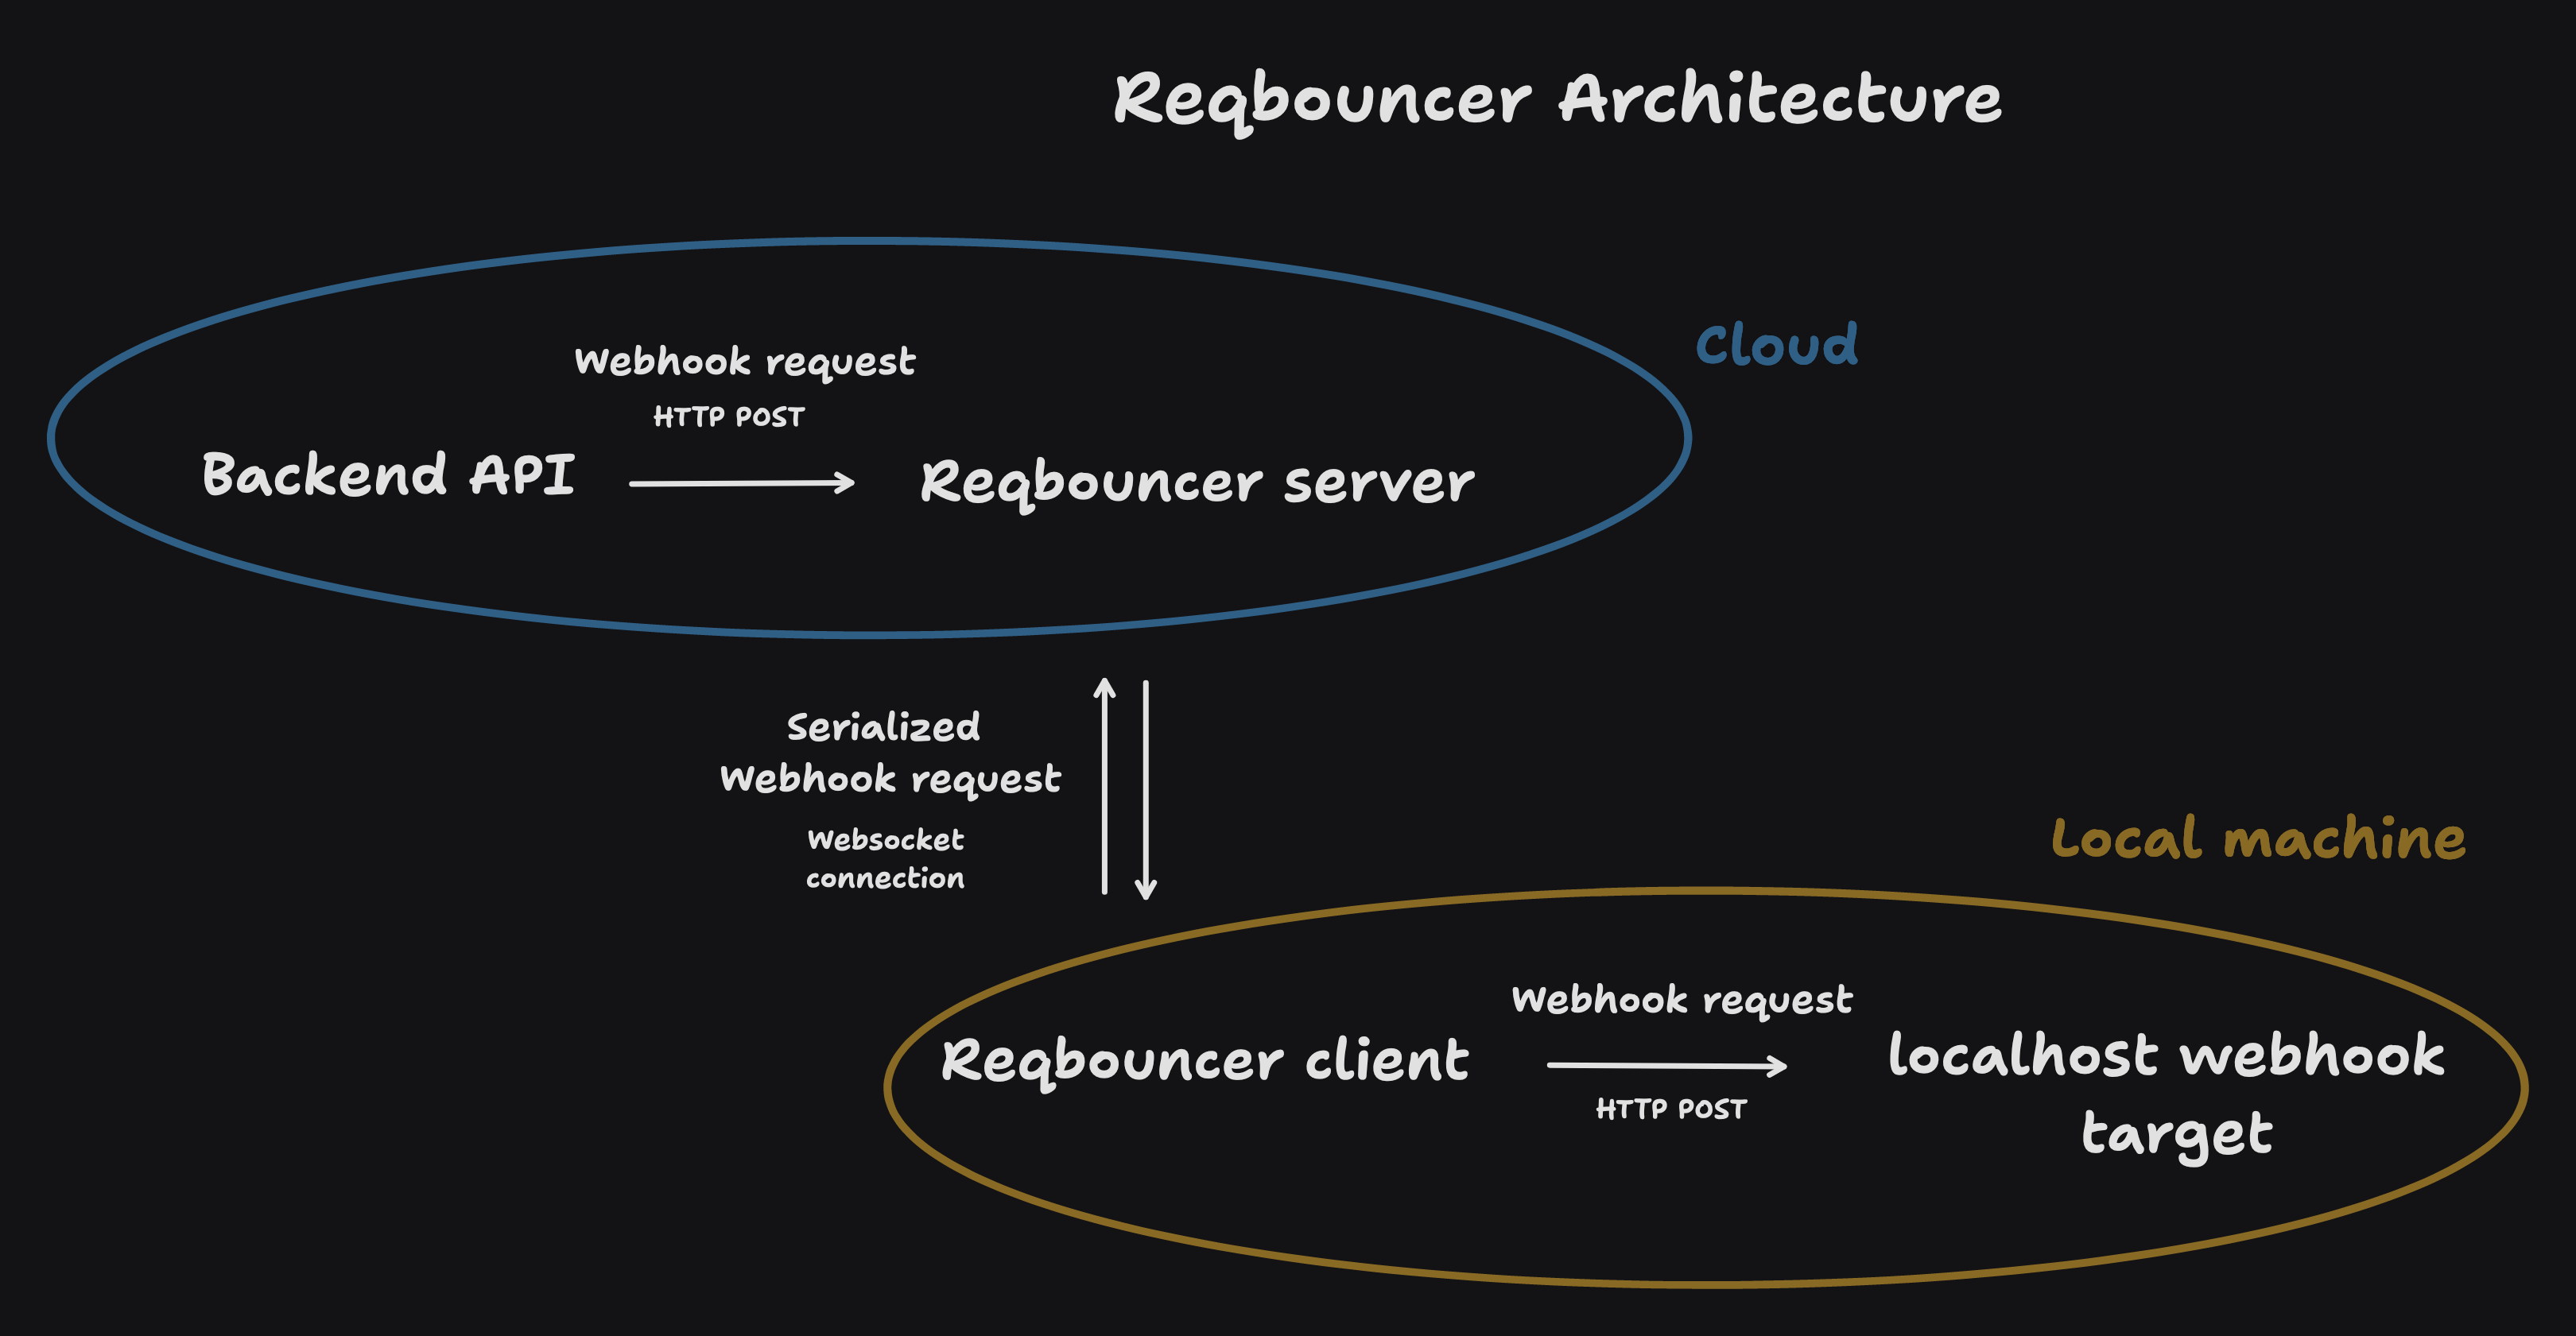 Reqbouncer Architecture
Cloud
Webhook request
HTTP POST
Backend API
Reqbouncer server
Serialized
Webhook request
Websocket
connection
Local machine
Webhook request
Reqbouncer client
HTTP POST
localhost webhook
target